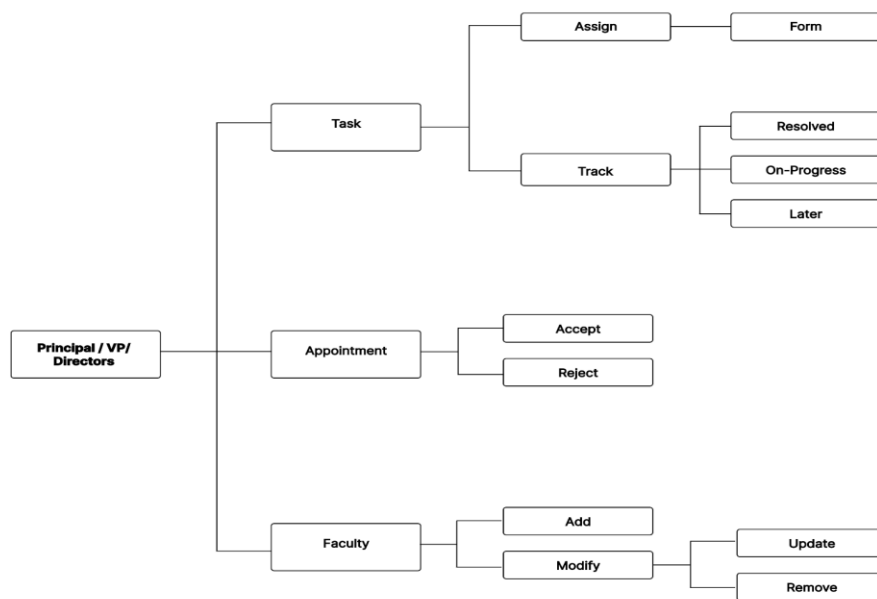 Assign
Form
Task
Resolved
Track
On-Progress
Later
Principal / VP/
Directors
Appointment
Accept
Reject
Faculty
Add
Modify
Update
Remove